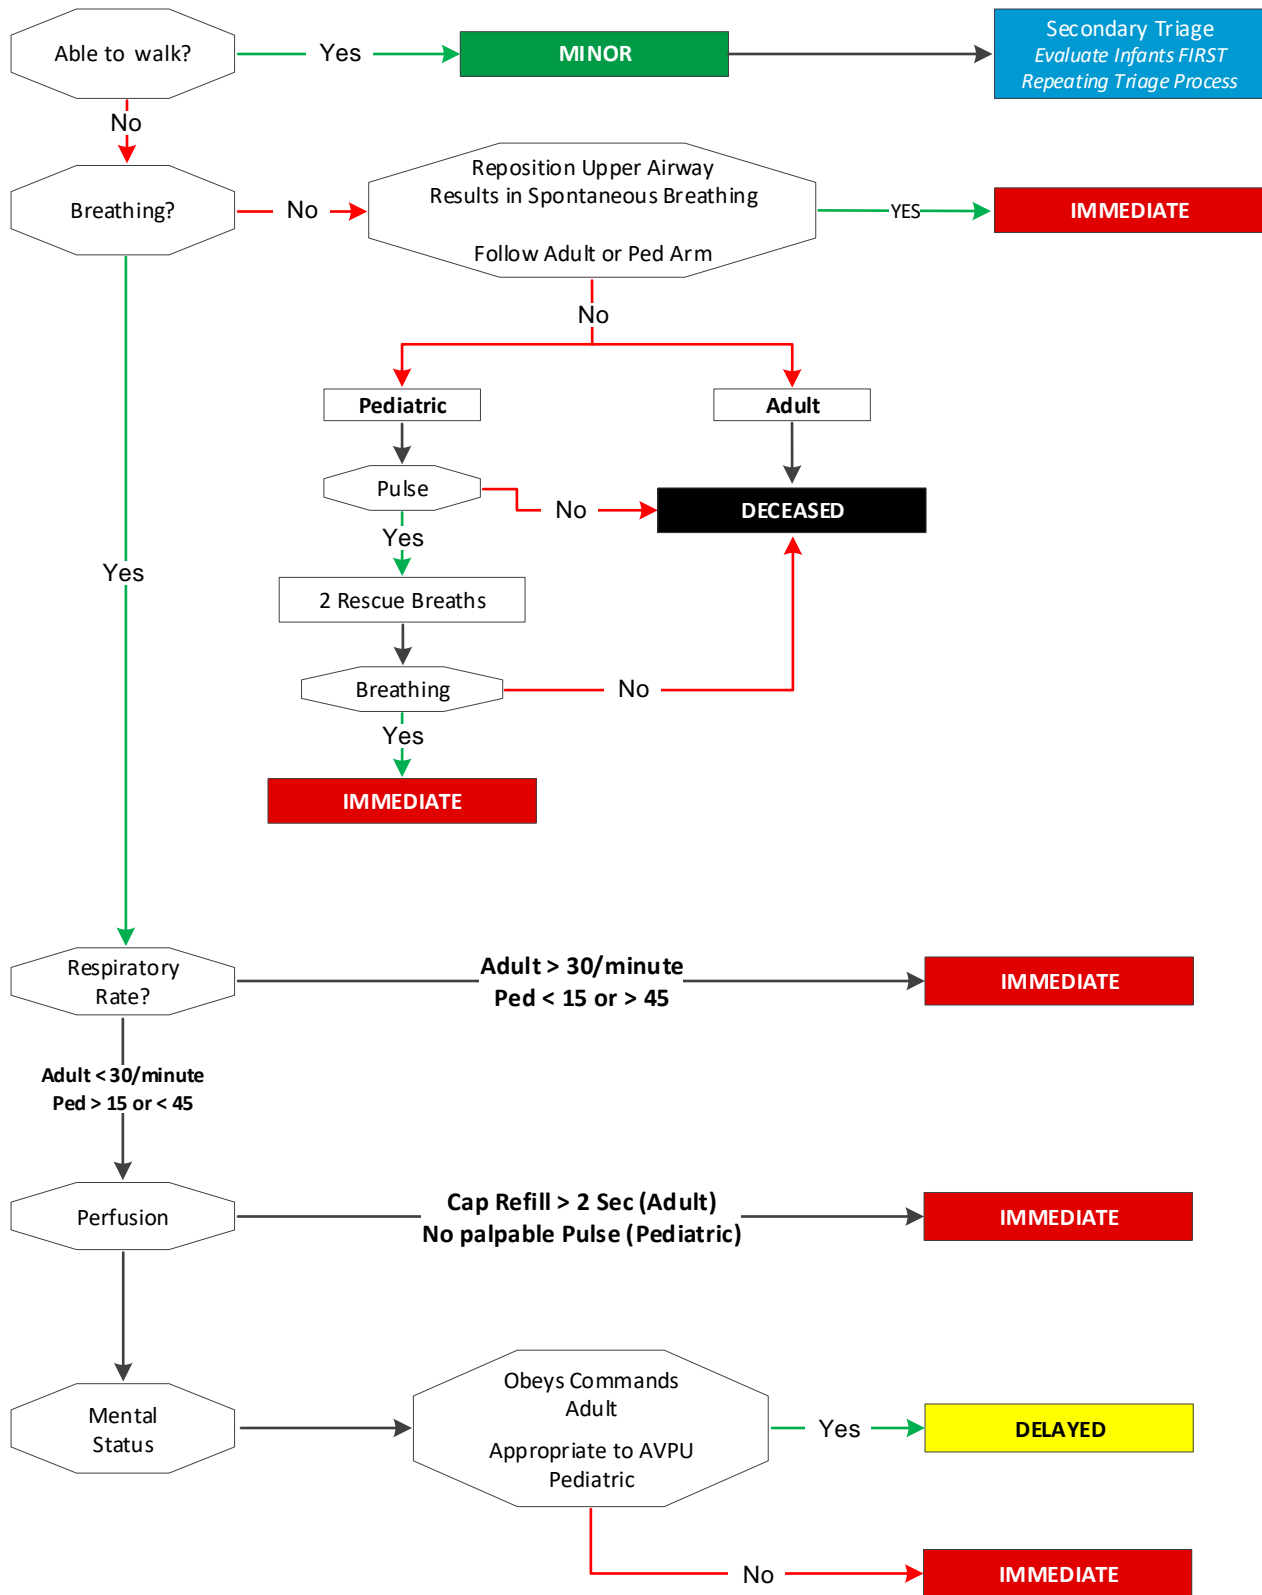 Able to walk?
Yes
MINOR
Secondary Triage
Evaluate Infants FIRST
Repeating Triage Process
No
Breathing?
No
Reposition Upper Airway
Results in Spontaneous Breathing
Follow Adult or Ped Arm
YES
IMMEDIATE
No
Pediatric
Adult
Pulse
No
DECEASED
Yes
Yes
2 Rescue Breaths
Breathing
No
Yes
IMMEDIATE
Respiratory
Rate?
Adult > 30/minute
Ped < 15 or > 45
IMMEDIATE
Adult < 30/minute
Ped > 15 or < 45
Perfusion
Cap Refill > 2 Sec (Adult)
No palpable Pulse (Pediatric)
IMMEDIATE
Mental
Status
Obeys Commands
Adult
Appropriate to AVPU
Pediatric
Yes
DELAYED
No
IMMEDIATE